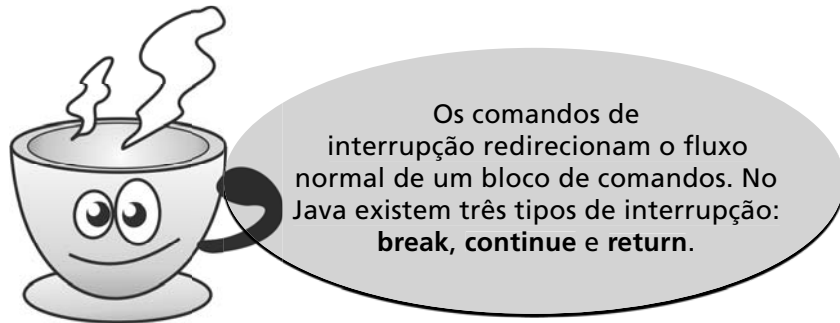 Os comandos de
interrupção redirecionam o fluxo
normal de um bloco de comandos. No
Java existem três tipos de interrupção:
break, continue e return.